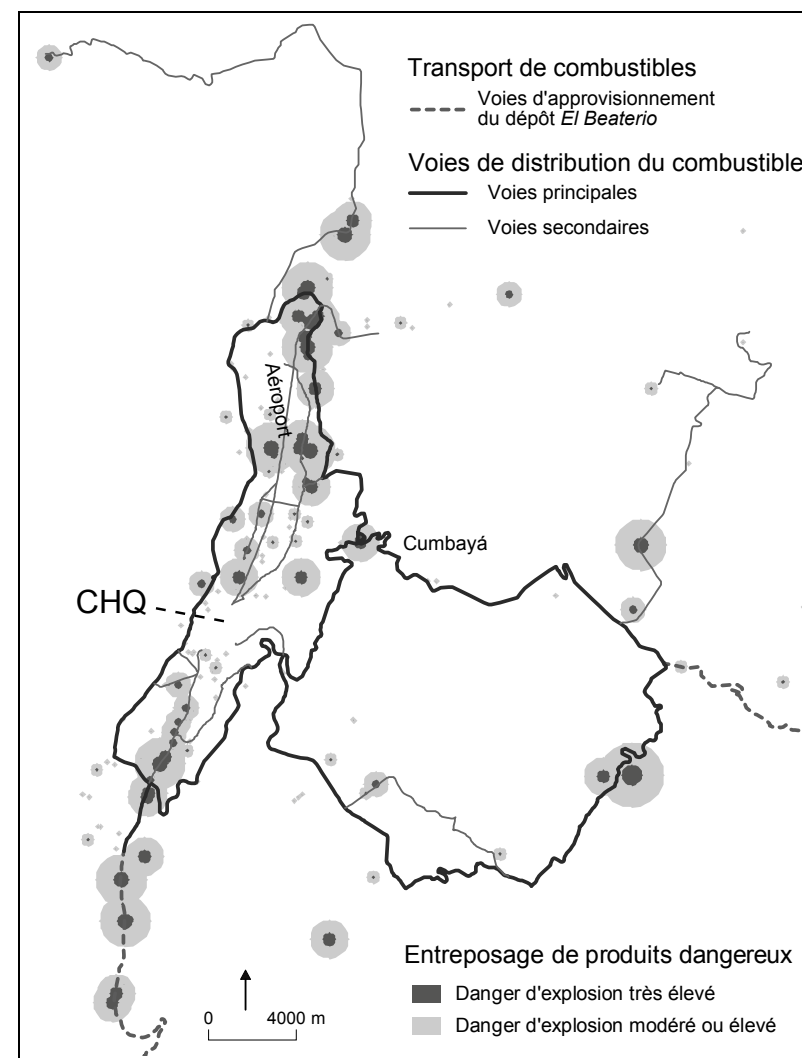 Transport de combustibles
Voies d'approvisionnement
du dépôt El Beaterio
Voies de distribution du combustible
Voies principales
Voies secondaires
Aéroport
Cumbayá
CHQ
Entreposage de produits dangereux
Danger d'explosion très élevé
Danger d'explosion modéré ou élevé
0 4000 m